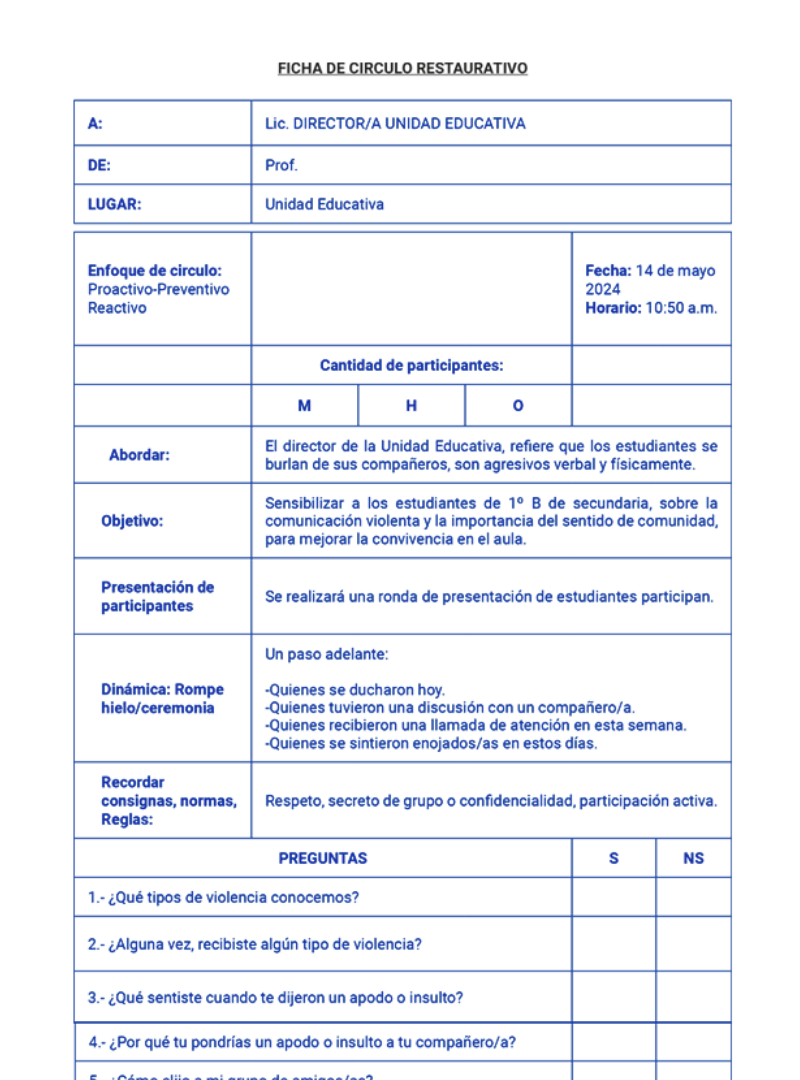 FICHA DE CIRCULO RESTAURATIVO
A:
Lic. DIRECTOR/A UNIDAD EDUCATIVA
DE:
Prof.
LUGAR:
Unidad Educativa
Enfoque de circulo:
Proactivo-Preventivo
Reactivo
Fecha: 14 de mayo
2024
Horario: 10:50 a.m.
Cantidad de participantes:
M
H
O
Abordar:
El director de la Unidad Educativa, refiere que los estudiantes se
burlan de sus compañeros, son agresivos verbal y físicamente.
Objetivo:
Sensibilizar a los estudiantes de 1º B de secundaria, sobre la
comunicación violenta y la importancia del sentido de comunidad,
para mejorar la convivencia en el aula.
Presentación de
participantes
Se realizará una ronda de presentación de estudiantes participan.
Dinámica: Rompe
hielo/ceremonia
Un paso adelante:
-Quienes se ducharon hoy.
-Quienes tuvieron una discusión con un compañero/a.
-Quienes recibieron una llamada de atención en esta semana.
-Quienes se sintieron enojados/as en estos días.
Recordar
consignas, normas,
Reglas:
Respeto, secreto de grupo o confidencialidad, participación activa.
PREGUNTAS
S
NS
1.- ¿Qué tipos de violencia conocemos?
2.- ¿Alguna vez, recibiste algún tipo de violencia?
3.- ¿Qué sentiste cuando te dijeron un apodo o insulto?
4.- ¿Por qué tu pondrías un apodo o insulto a tu compañero/a?
5.- ¿Cómo elijo a mi grupo de amigos/as?